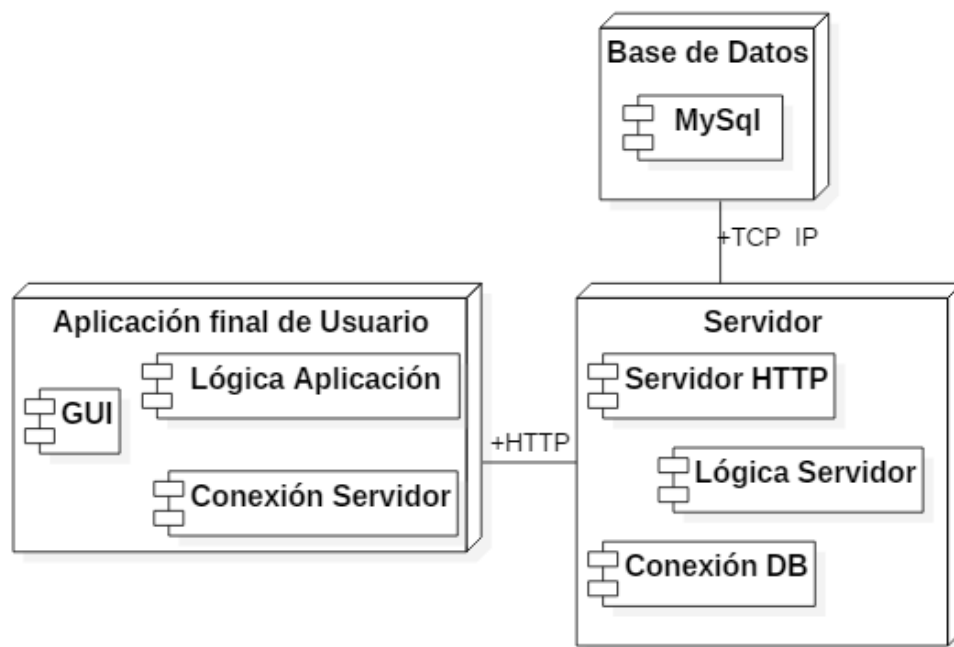 Base de Datos
MySql
+TCP IP
Aplicación final de Usuario
Lógica Aplicación
GUI
Conexión Servidor
+HTTP
Servidor
Servidor HTTP
Lógica Servidor
Conexión DB